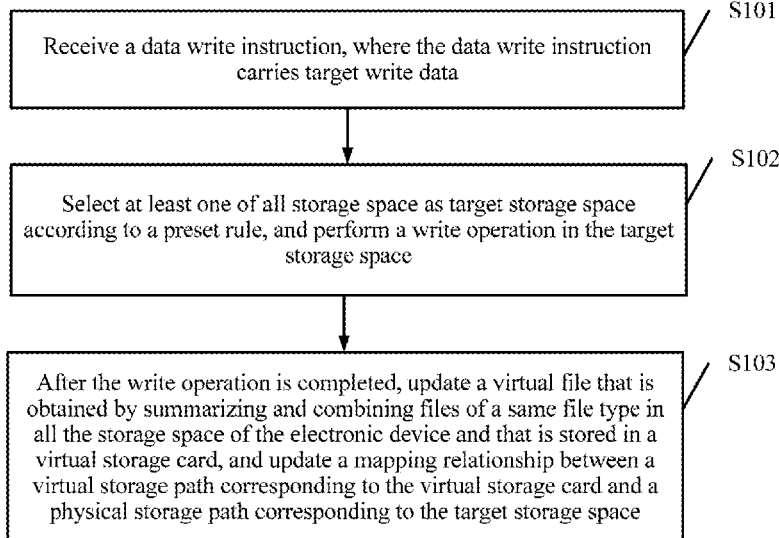 S101
Receive a data write instruction, where the data write instruction
carries target write data
S102
Select at least one of all storage space as target storage space
according to a preset rule, and perform a write operation in the target
storage space
S103
After the write operation is completed, update a virtual file that is
obtained by summarizing and combining files of a same file type in
all the storage space of the electronic device and that is stored in a
virtual storage card, and update a mapping relationship between a
virtual storage path corresponding to the virtual storage card and a
physical storage path corresponding to the target storage space